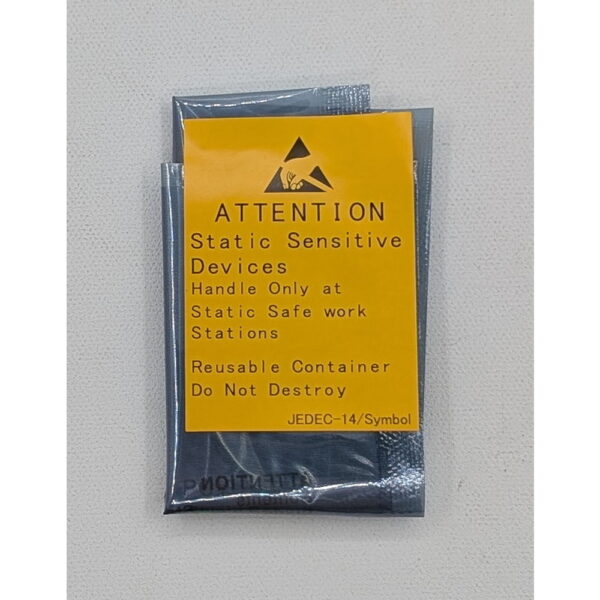 ATTENTION
Static Sensitive
Devices
Handle Only at
Static Safe work
Stations
Reusable Container
Do Not Destroy
JEDEC-14/Symbol
ATTENTION